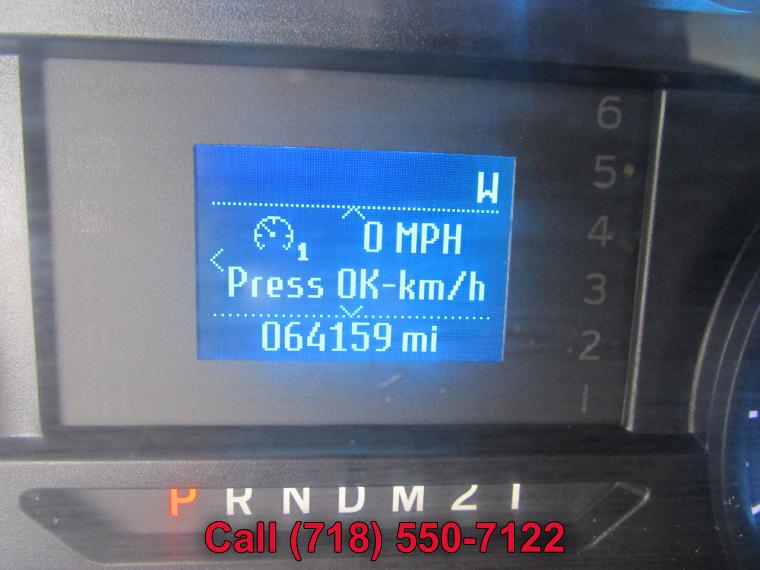 W
0 MPH
1
Press OK-km/h
064159 mi
6
5
4
3
2
1
P R N D M 2 1
Call (718) 550-7122